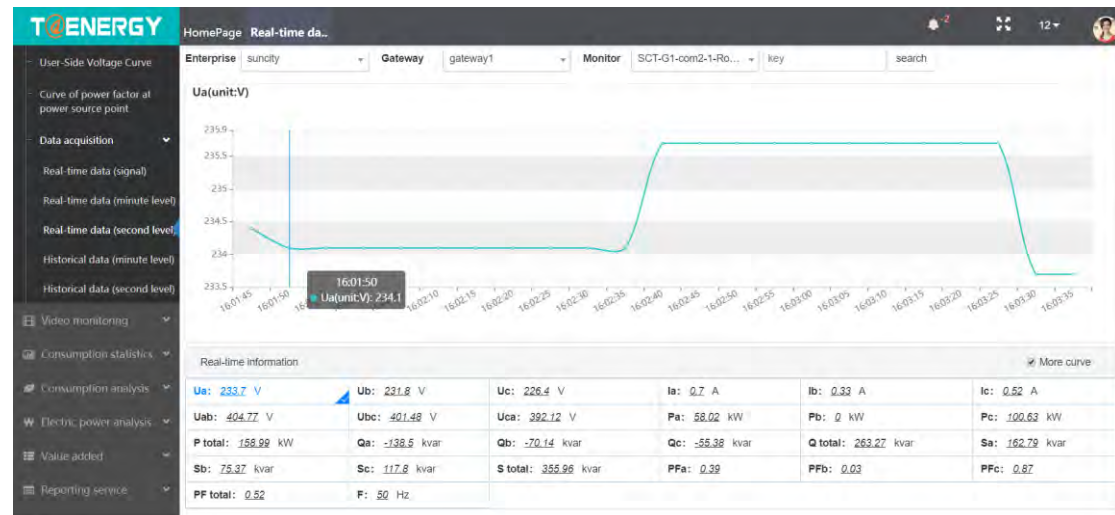 T@ENERGY
HomePage Real-time da..
-2
12
User-Side Voltage Curve
Curve of power factor at
power source point
Data acquisition
Real-time data (signal)
Real-time data (minute level)
Real-time data (second level)
Historical data (minute level)
Historical data (second level)
Video monitoring
Consumption statistics
Consumption analysis
Electric power analysis
Value added
Reporting service
Enterprise suncity Gateway gateway1 Monitor SCT-G1-com2-1-Ro... key search
Ua(unit:V)
235.9
235.5
235
234.5
234
233.5
16:01:50
Ua(unit:V): 234.1
16:01:45 16:01:50 16:02:10 16:02:15 16:02:20 16:02:25 16:02:30 16:02:35 16:02:40 16:02:45 16:02:50 16:02:55 16:03:00 16:03:05 16:03:10 16:03:15 16:03:20 16:03:25 16:03:30 16:03:35
Real-time information More curve
Ua: 233.7 V Ub: 231.8 V Uc: 226.4 V Ia: 0.7 A Ib: 0.33 A Ic: 0.52 A
Uab: 404.77 V Ubc: 401.48 V Uca: 392.12 V Pa: 58.02 kW Pb: 0 kW Pc: 100.63 kW
P total: 158.99 kW Qa: -138.5 kvar Qb: -70.14 kvar Qc: -55.38 kvar Q total: 263.27 kvar Sa: 162.79 kvar
Sb: 75.37 kvar Sc: 117.8 kvar S total: 355.96 kvar PFa: 0.39 PFb: 0.03 PFc: 0.87
PF total: 0.52 F: 50 Hz